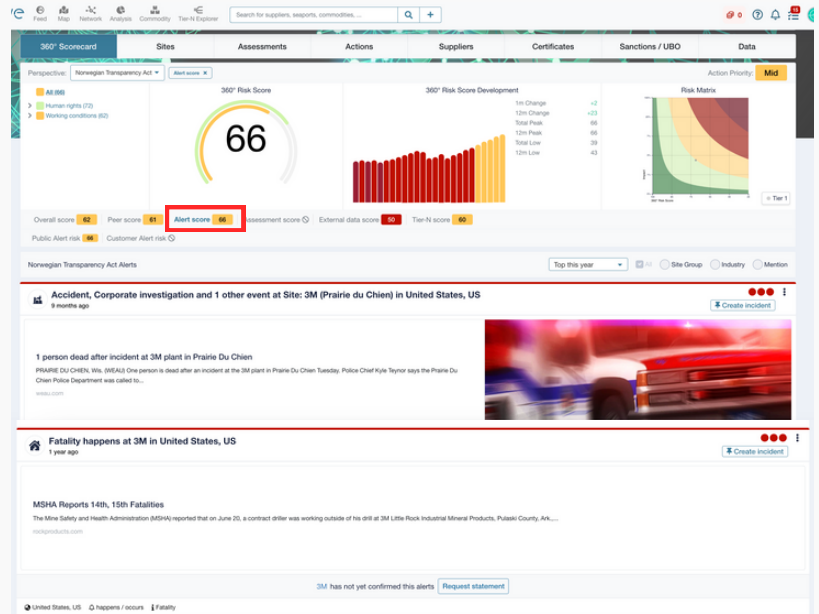 Feed Map Network Analysis Commodity Tier-N Explorer
Search for suppliers, seaports, commodities, ...
0
15
360° Scorecard Sites Assessments Actions Suppliers Certificates Sanctions / UBO Data
Perspective: Norwegian Transparency Act Alert score X Action Priority: Mid
All (66)
Human rights (72)
Working conditions (62)
360° Risk Score
66
360° Risk Score Development
1m Change +2
12m Change +23
Total Peak 66
12m Peak 66
Total Low 39
12m Low 43
Risk Matrix
360° Risk Score
Tier 1
Overall score 62 Peer score 61 Alert score 66 Assessment score External data score 50 Tier-N score 60
Public Alert risk 66 Customer Alert risk
Norwegian Transparency Act Alerts Top this year All Site Group Industry Mention
Accident, Corporate investigation and 1 other event at Site: 3M (Prairie du Chien) in United States, US
9 months ago
Create incident
1 person dead after incident at 3M plant in Prairie Du Chien
PRAIRIE DU CHIEN, Wis. (WEAU) One person is dead after an incident at the 3M plant in Prairie Du Chien Tuesday. Police Chief Kyle Teynor says the Prairie Du
Chien Police Department was called to...
weau.com
Fatality happens at 3M in United States, US
1 year ago
Create incident
MSHA Reports 14th, 15th Fatalities
The Mine Safety and Health Administration (MSHA) reported that on June 20, a contract driller was working outside of his drill at 3M Little Rock Industrial Mineral Products, Pulaski County, Ark.,...
rockproducts.com
3M has not yet confirmed this alerts Request statement
United States, US happens / occurs Fatality